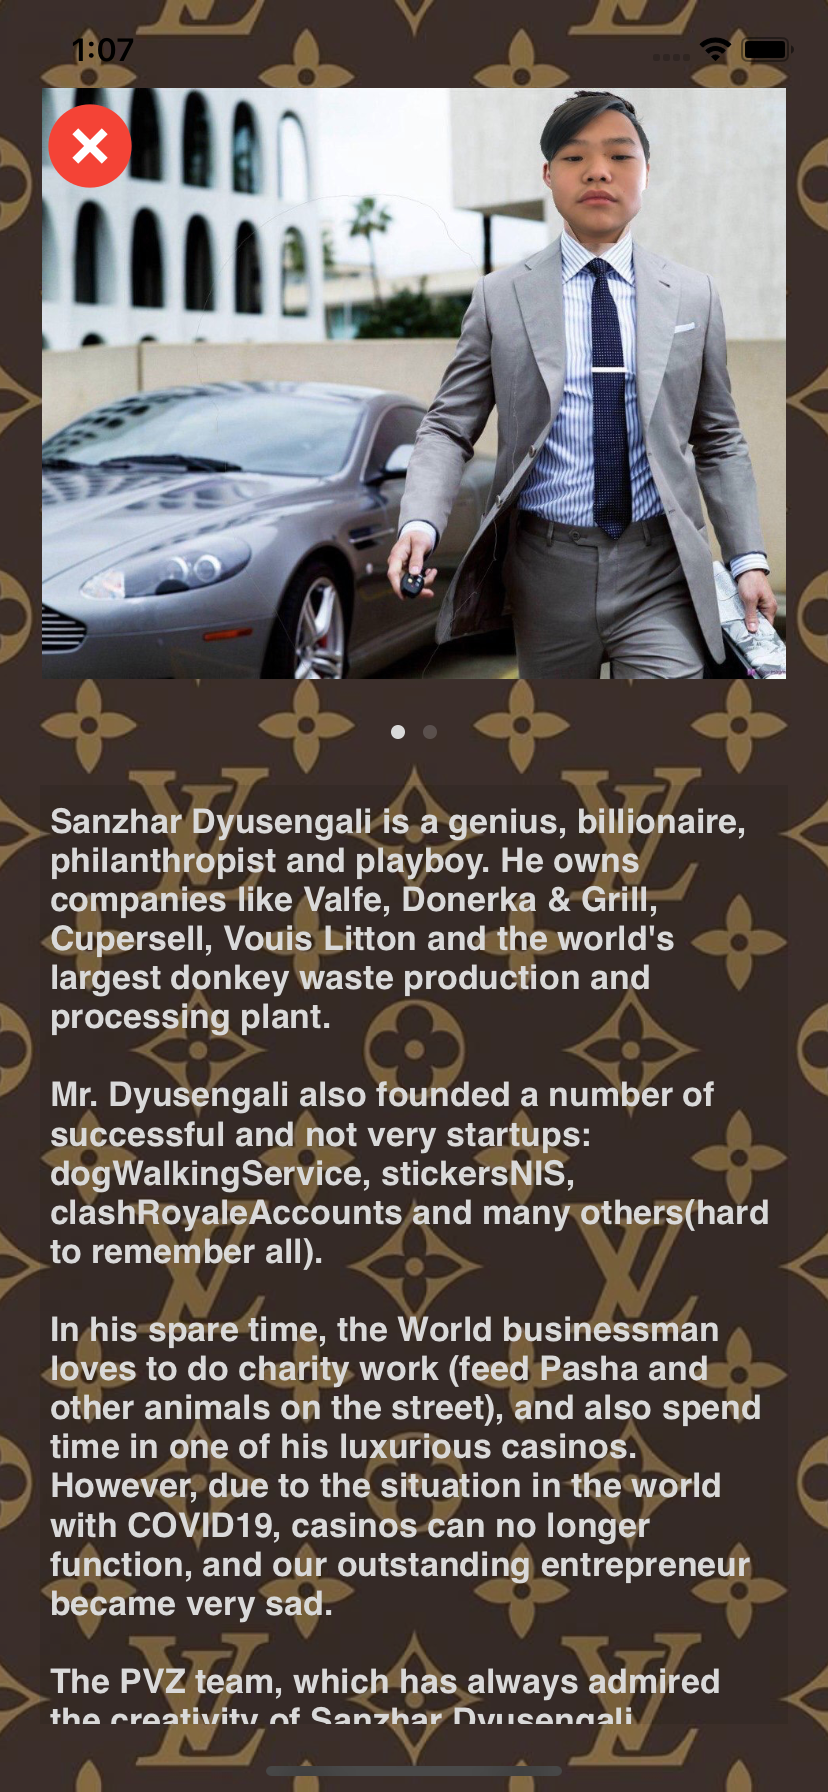 1:07
Sanzhar Dyusengali is a genius, billionaire,
philanthropist and playboy. He owns
companies like Valfe, Donerka & Grill,
Cupersell, Vouis Litton and the world's
largest donkey waste production and
processing plant.
Mr. Dyusengali also founded a number of
successful and not very startups:
dogWalkingService, stickersNIS,
clashRoyaleAccounts and many others(hard
to remember all).
In his spare time, the World businessman
loves to do charity work (feed Pasha and
other animals on the street), and also spend
time in one of his luxurious casinos.
However, due to the situation in the world
with COVID19, casinos can no longer
function, and our outstanding entrepreneur
became very sad.
The PVZ team, which has always admired
the creativity of Sanzhar Dyusengali